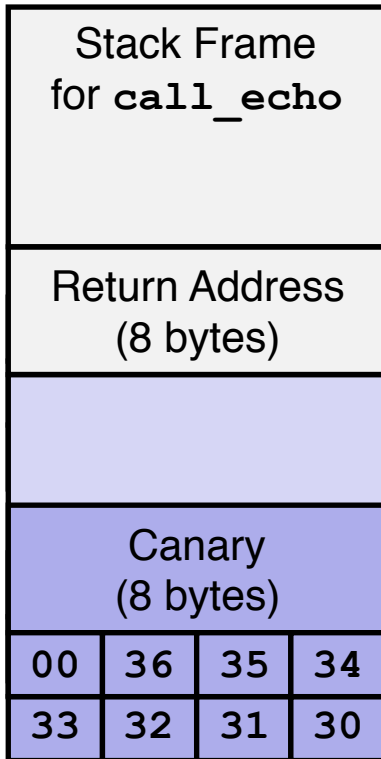 Stack Frame
for call_echo
Return Address
(8 bytes)
Canary
(8 bytes)
00 36 35 34
33 32 31 30